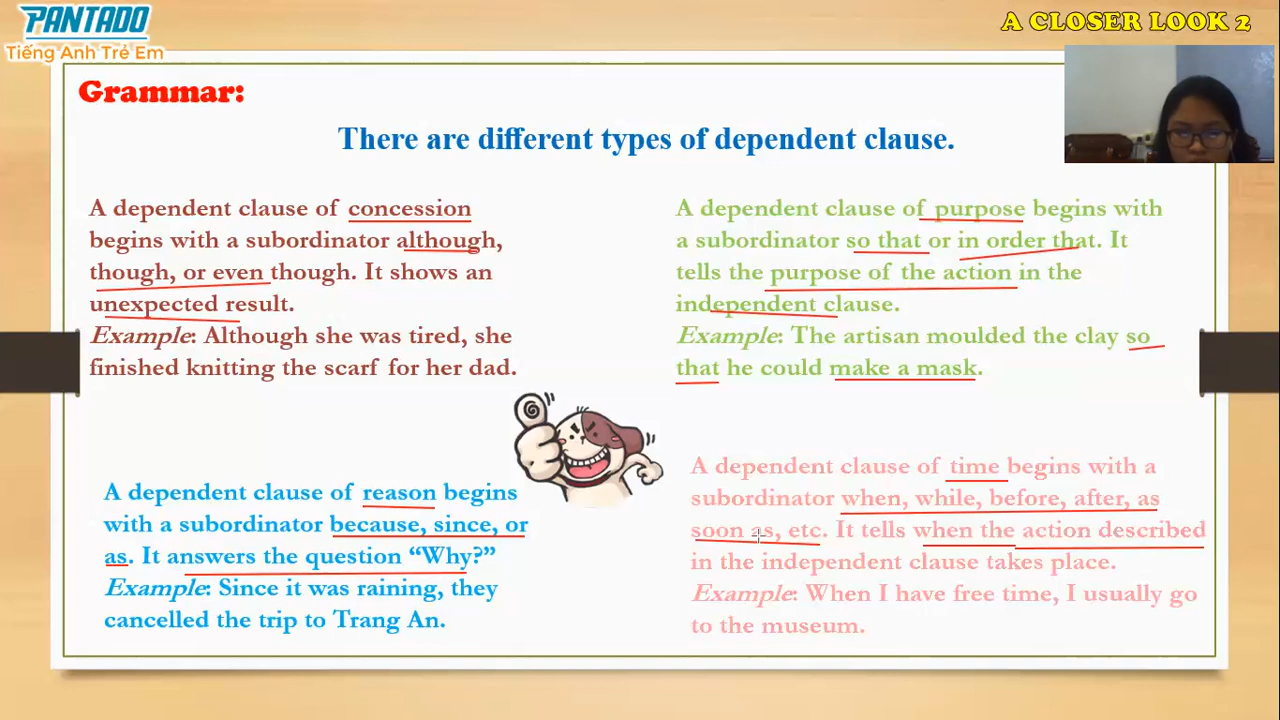 PANTADO
Tiếng Anh Trẻ Em
A CLOSER LOOK 2
Grammar:
There are different types of dependent clause.
A dependent clause of concession
begins with a subordinator although,
though, or even though. It shows an
unexpected result.
Example: Although she was tired, she
finished knitting the scarf for her dad.
A dependent clause of purpose begins with
a subordinator so that or in order that. It
tells the purpose of the action in the
independent clause.
Example: The artisan moulded the clay so
that he could make a mask.
A dependent clause of reason begins
with a subordinator because, since, or
as. It answers the question “Why?”
Example: Since it was raining, they
cancelled the trip to Trang An.
A dependent clause of time begins with a
subordinator when, while, before, after, as
soon as, etc. It tells when the action described
in the independent clause takes place.
Example: When I have free time, I usually go
to the museum.